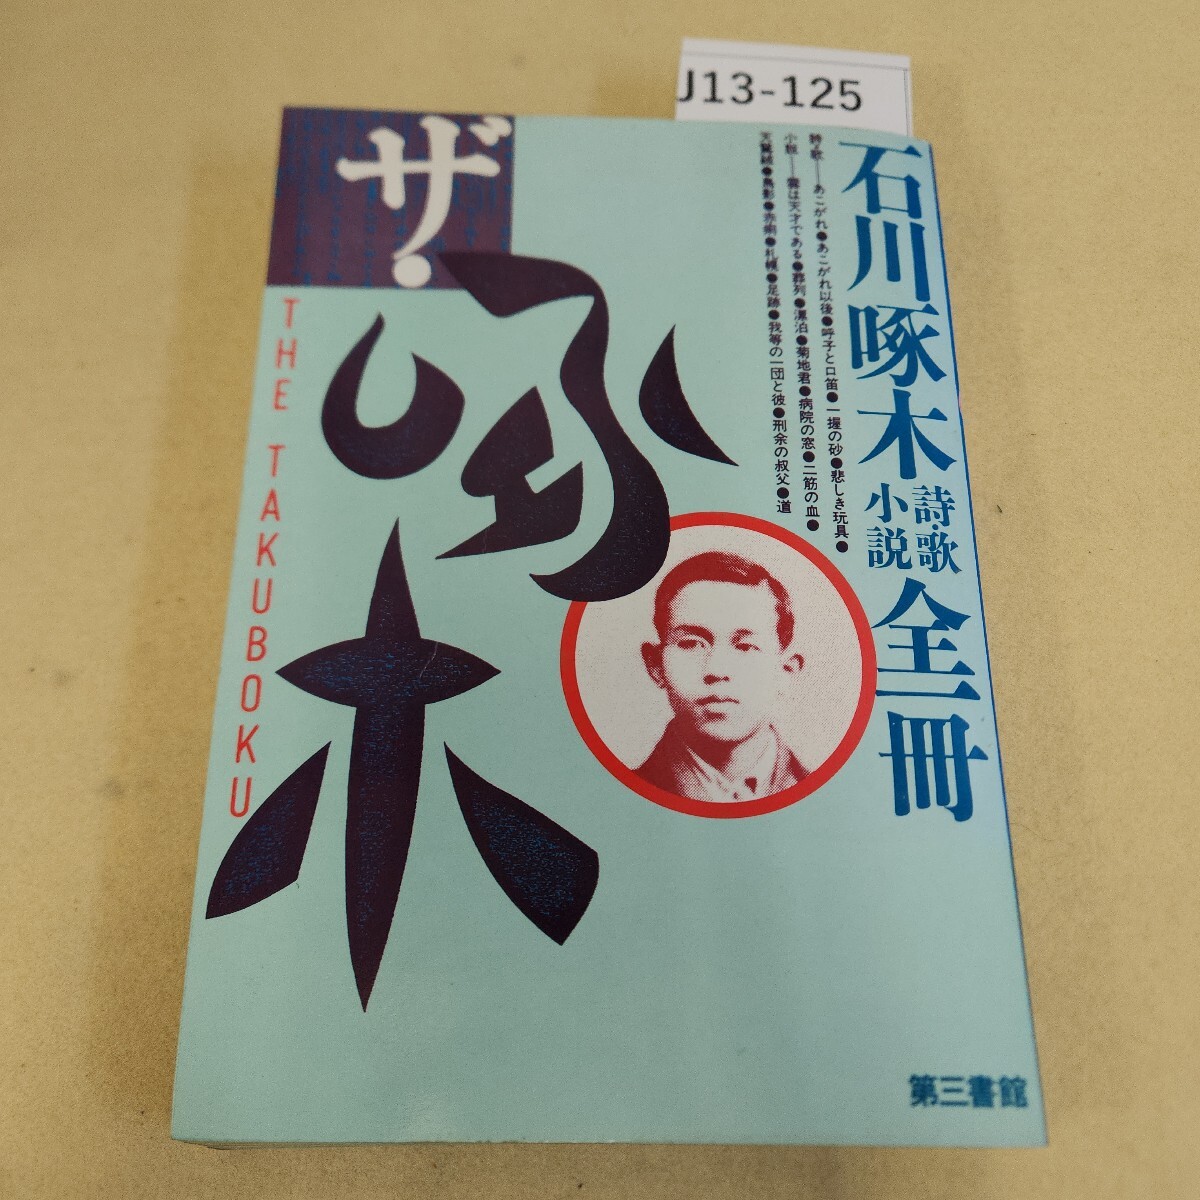 J13-125
石川啄木
詩・歌
小説
全一冊
詩・歌——あこがれ●あこがれ以後●呼子と口笛●一握の砂●悲しき玩具●
小説——雲は天才である●葬列●漂泊●菊地君●病院の窓●二筋の血●
天鵞絨●鳥影●赤痢●札幌●足跡●我等の一団と彼●刑余の叔父●道
ザ・
啄木
THE TAKUBOKU
第三書館